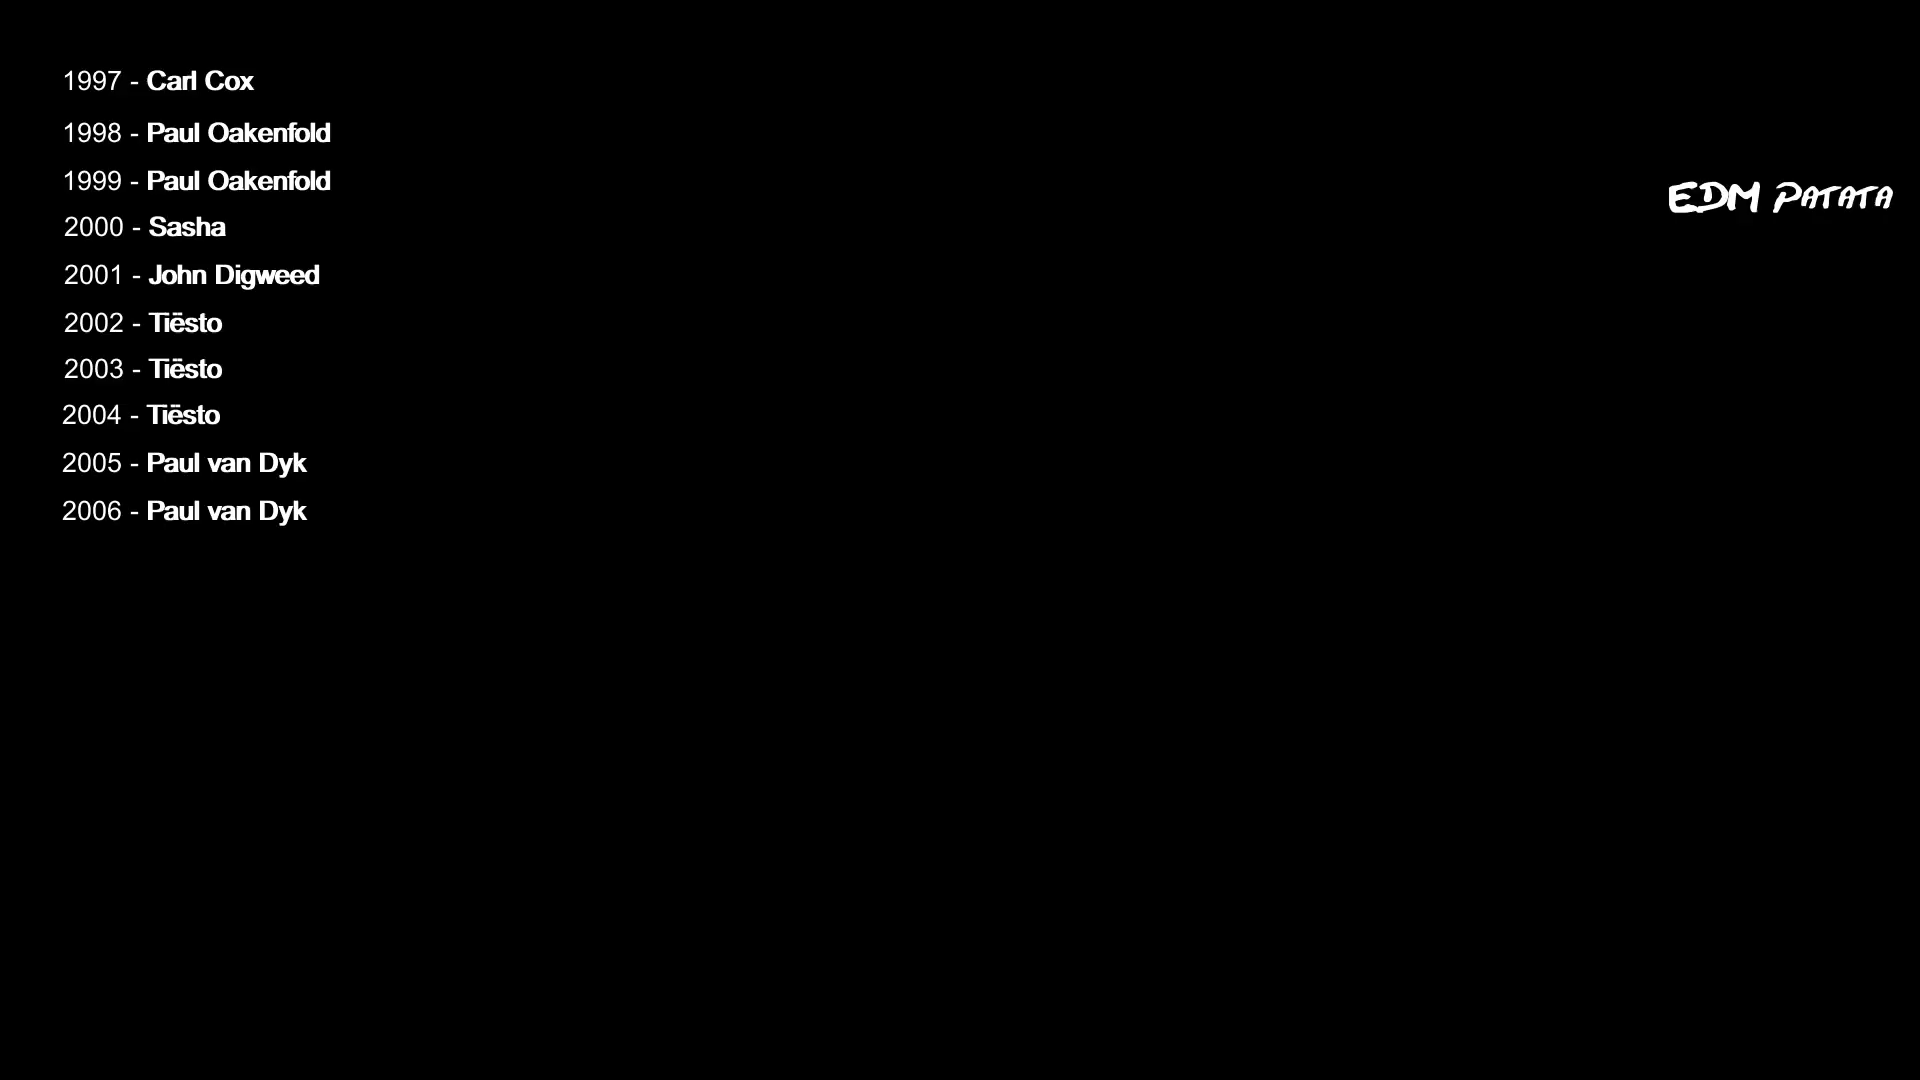 1997 - Carl Cox
1998 - Paul Oakenfold
1999 - Paul Oakenfold
EDM PATATA
2000 - Sasha
2001 - John Digweed
2002 - Tiësto
2003 - Tiësto
2004 - Tiësto
2005 - Paul van Dyk
2006 - Paul van Dyk